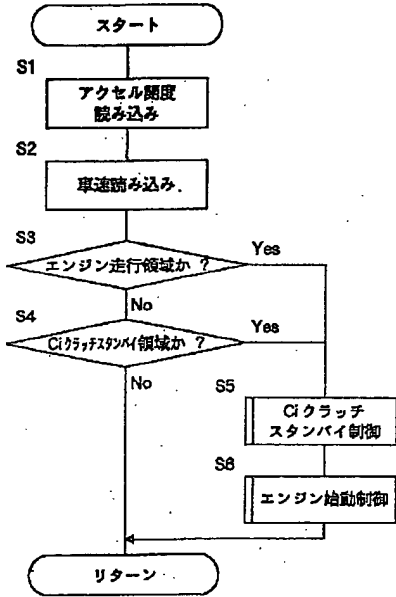 スタート
S1
アクセル開度
読み込み
S2
車速読み込み
S3
エンジン走行領域か ?
Yes
No
S4
Ciクラッチスタンバイ領域か ?
Yes
No
S5
Ciクラッチ
スタンバイ制御
S6
エンジン始動制御
リターン